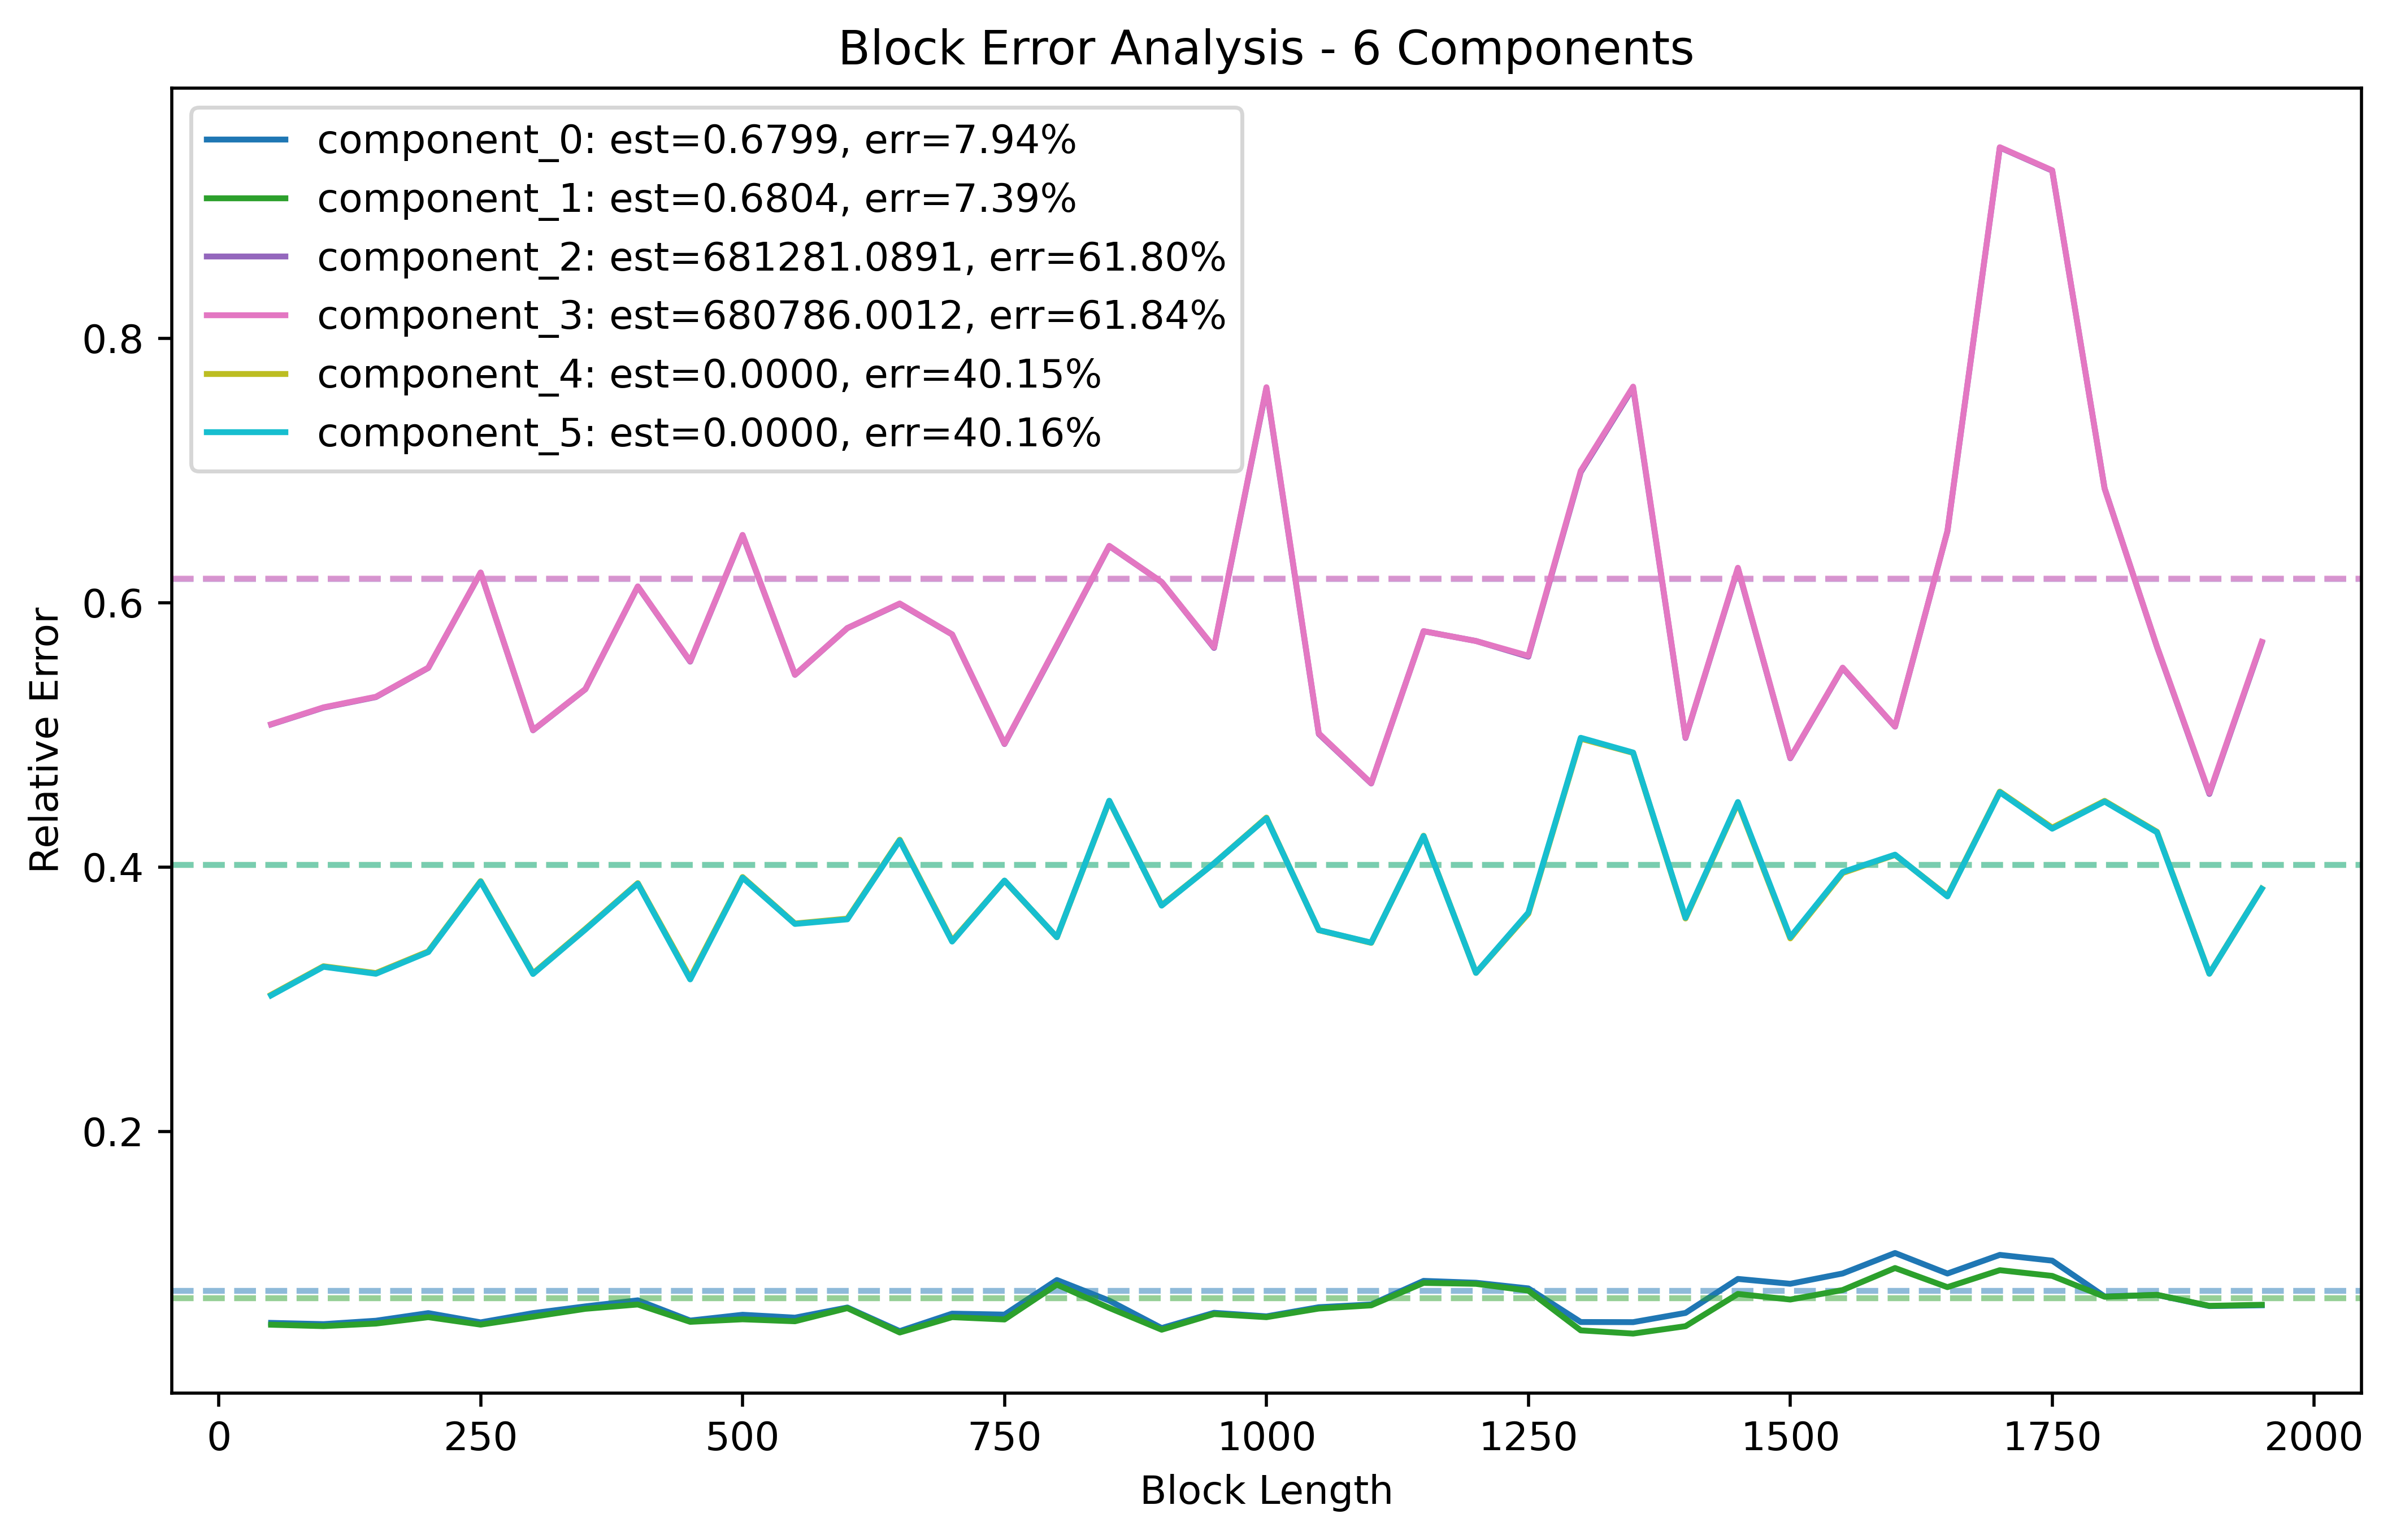 Block Error Analysis - 6 Components
component_0: est=0.6799, err=7.94%
component_1: est=0.6804, err=7.39%
component_2: est=681281.0891, err=61.80%
component_3: est=680786.0012, err=61.84%
component_4: est=0.0000, err=40.15%
component_5: est=0.0000, err=40.16%
Relative Error
0.8
0.6
0.4
0.2
0 250 500 750 1000 1250 1500 1750 2000
Block Length